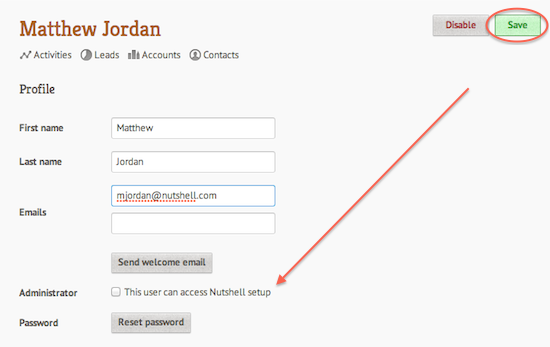 Matthew Jordan
Disable Save
Activities Leads Accounts Contacts
Profile
First name Matthew
Last name Jordan
mjordan@nutshell.com
Emails
Send welcome email
Administrator This user can access Nutshell setup
Password Reset password